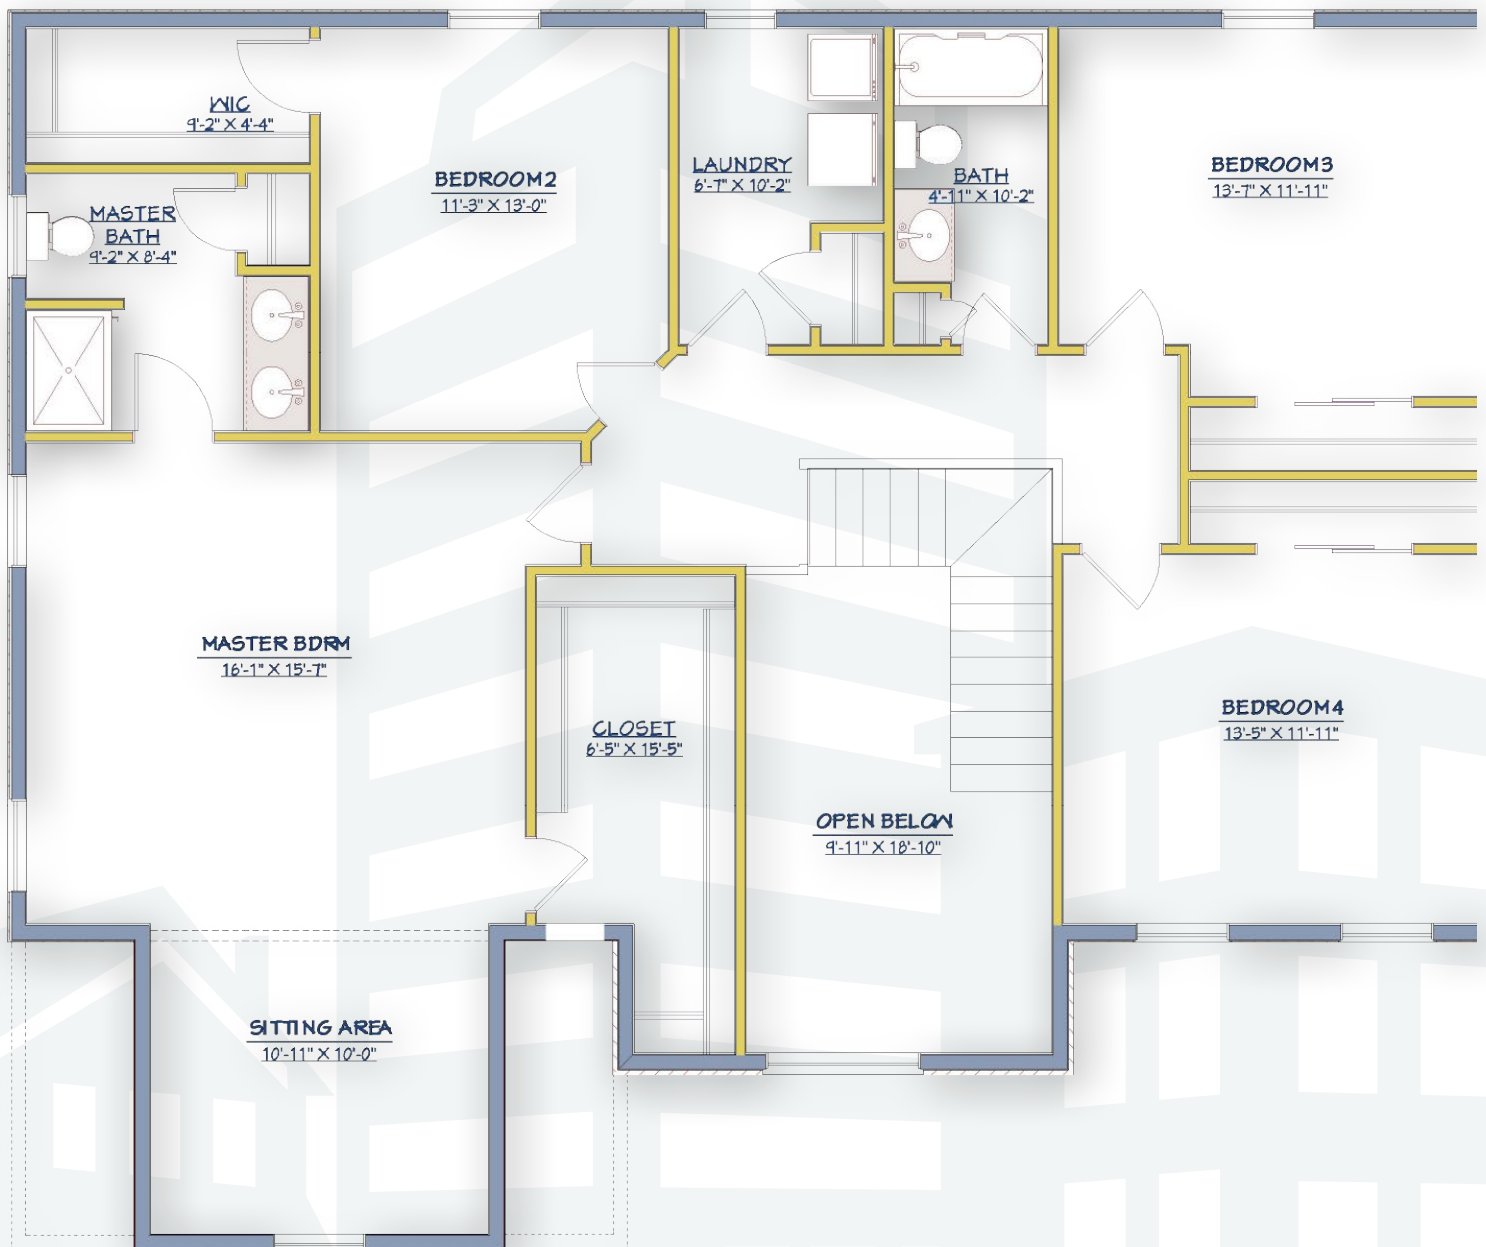 WIC
9'-2" X 4'-4"
BEDROOM2
11'-3" X 13'-0"
LAUNDRY
6'-7" X 10'-2"
BATH
4'-11" X 10'-2"
BEDROOM3
13'-7" X 11'-11"
MASTER
BATH
9'-2" X 8'-4"
MASTER BDRM
16'-1" X 15'-7"
CLOSET
6'-5" X 15'-5"
OPEN BELOW
9'-11" X 18'-10"
BEDROOM4
13'-5" X 11'-11"
SITTING AREA
10'-11" X 10'-0"